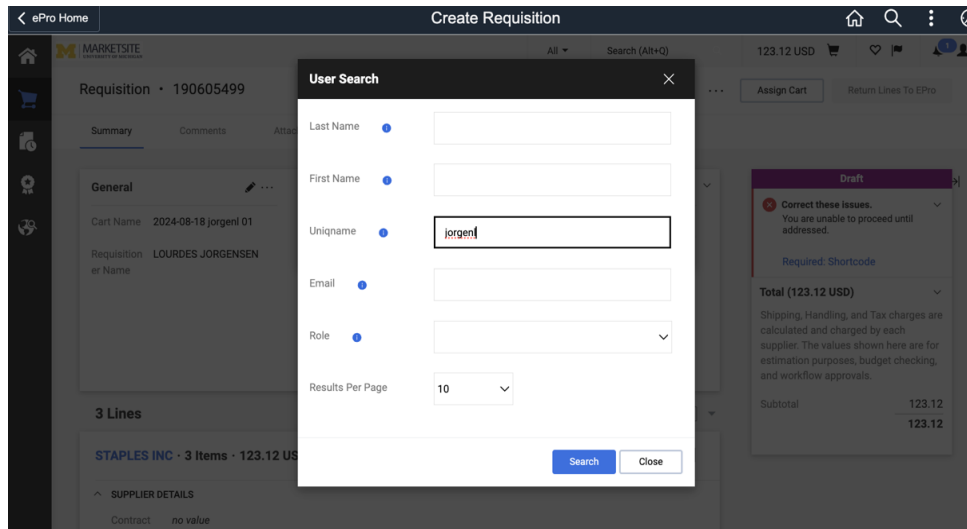 ePro Home
Create Requisition
M MARKETSITE
UNIVERSITY OF MICHIGAN
All
Search (Alt+Q)
123.12 USD
1
Requisition • 190605499
...
Assign Cart
Return Lines To EPro
Summary
Comments
Attac
User Search
Last Name
First Name
Uniqname
jorgenl
Email
Role
Results Per Page
10
Search
Close
General
...
Cart Name
2024-08-18 jorgenl 01
Requisition
er Name
LOURDES JORGENSEN
Draft
Correct these issues.
You are unable to proceed until
addressed.
Required: Shortcode
Total (123.12 USD)
Shipping, Handling, and Tax charges are
calculated and charged by each
supplier. The values shown here are for
estimation purposes, budget checking,
and workflow approvals.
Subtotal
123.12
123.12
3 Lines
STAPLES INC · 3 Items · 123.12 US
SUPPLIER DETAILS
Contract
no value